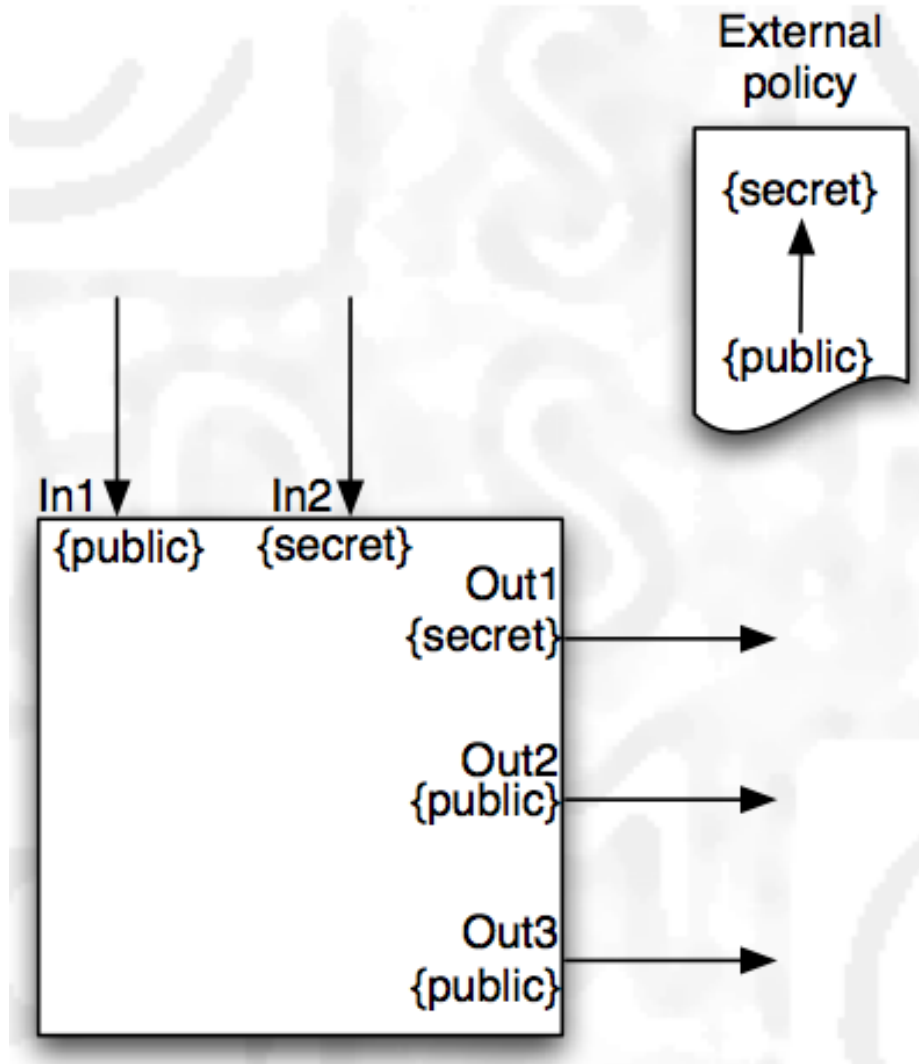 External
policy
{secret}
{public}
In1
In2
{public}
{secret}
Out1
{secret}
Out2
{public}
Out3
{public}